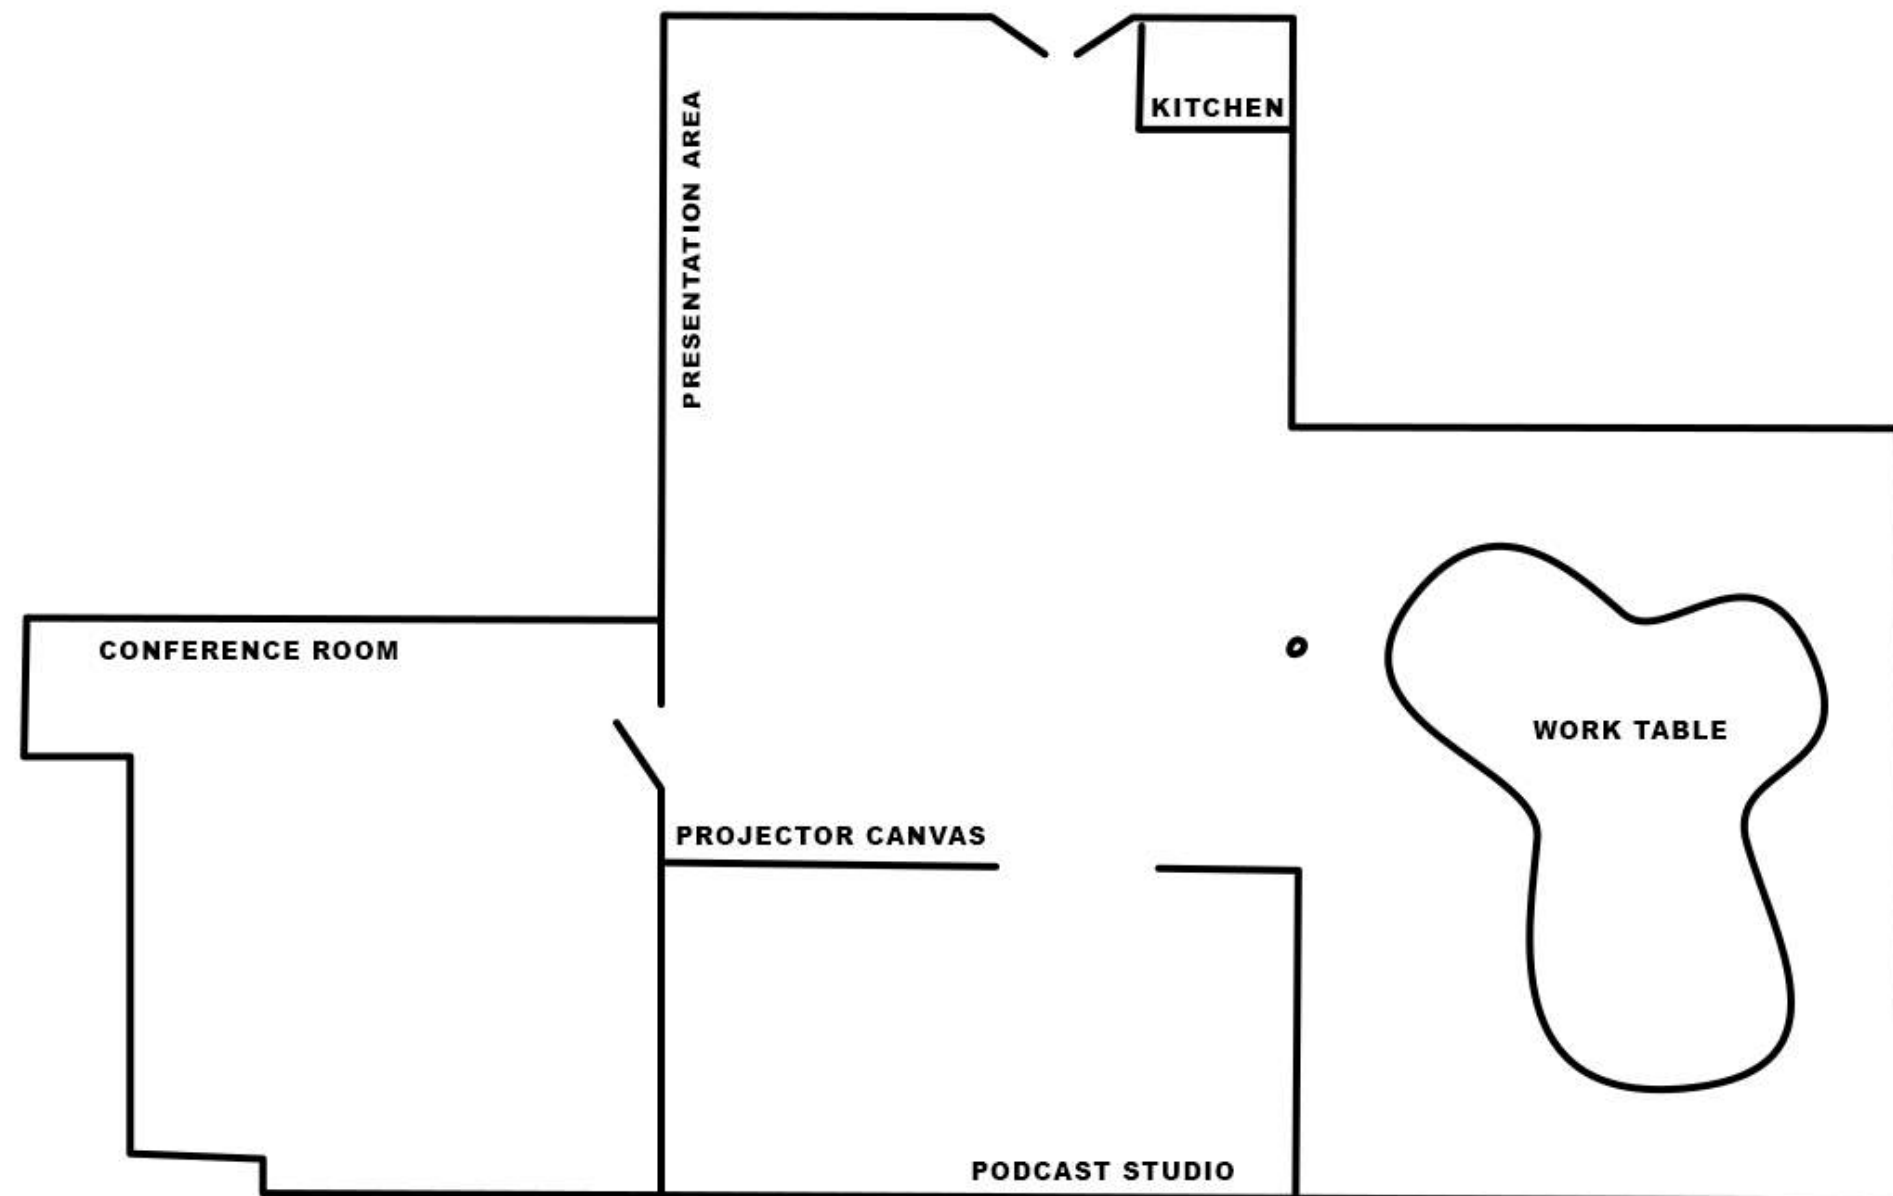 KITCHEN
PRESENTATION AREA
CONFERENCE ROOM
WORK TABLE
PROJECTOR CANVAS
PODCAST STUDIO